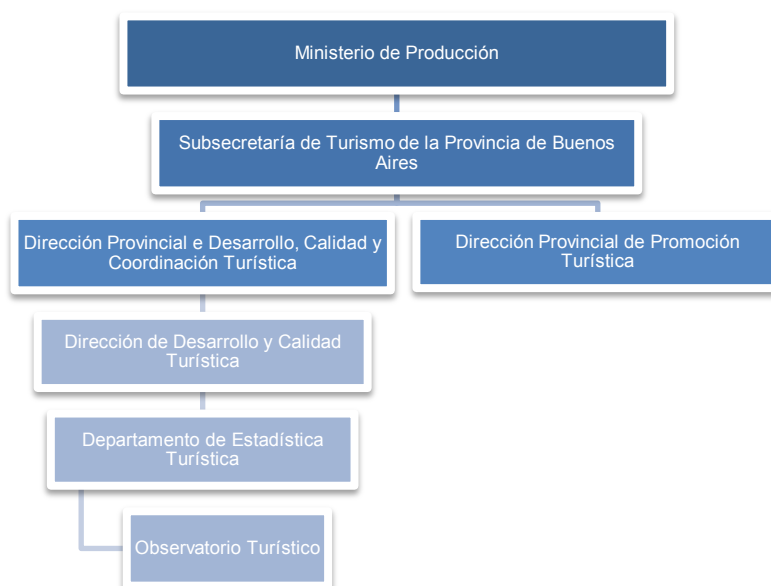 Ministerio de Producción
Subsecretaría de Turismo de la Provincia de Buenos
Aires
Dirección Provincial e Desarrollo, Calidad y
Coordinación Turística
Dirección Provincial de Promoción
Turística
Dirección de Desarrollo y Calidad
Turística
Departamento de Estadística
Turística
Observatorio Turístico